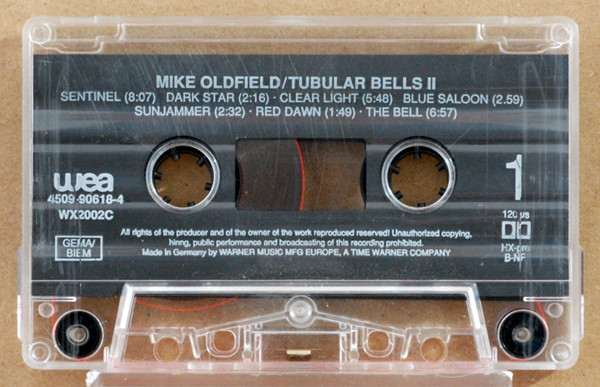 MIKE OLDFIELD/TUBULAR BELLS II
SENTINEL (8:07) DARK STAR (2:16) · CLEAR LIGHT (5:48) BLUE SALOON (2.59)
SUNJAMMER (2:32) · RED DAWN (1:49) · THE BELL (6:57)
wea
4509-90618-4
WX2002C
1
120 µs
HX-pro
B-NR
GEMA/
BIEM
All rights of the producer and of the owner of the work reproduced reserved! Unauthorized copying,
hiring, public performance and broadcasting of this recording prohibited.
Made in Germany by WARNER MUSIC MFG EUROPE, A TIME WARNER COMPANY